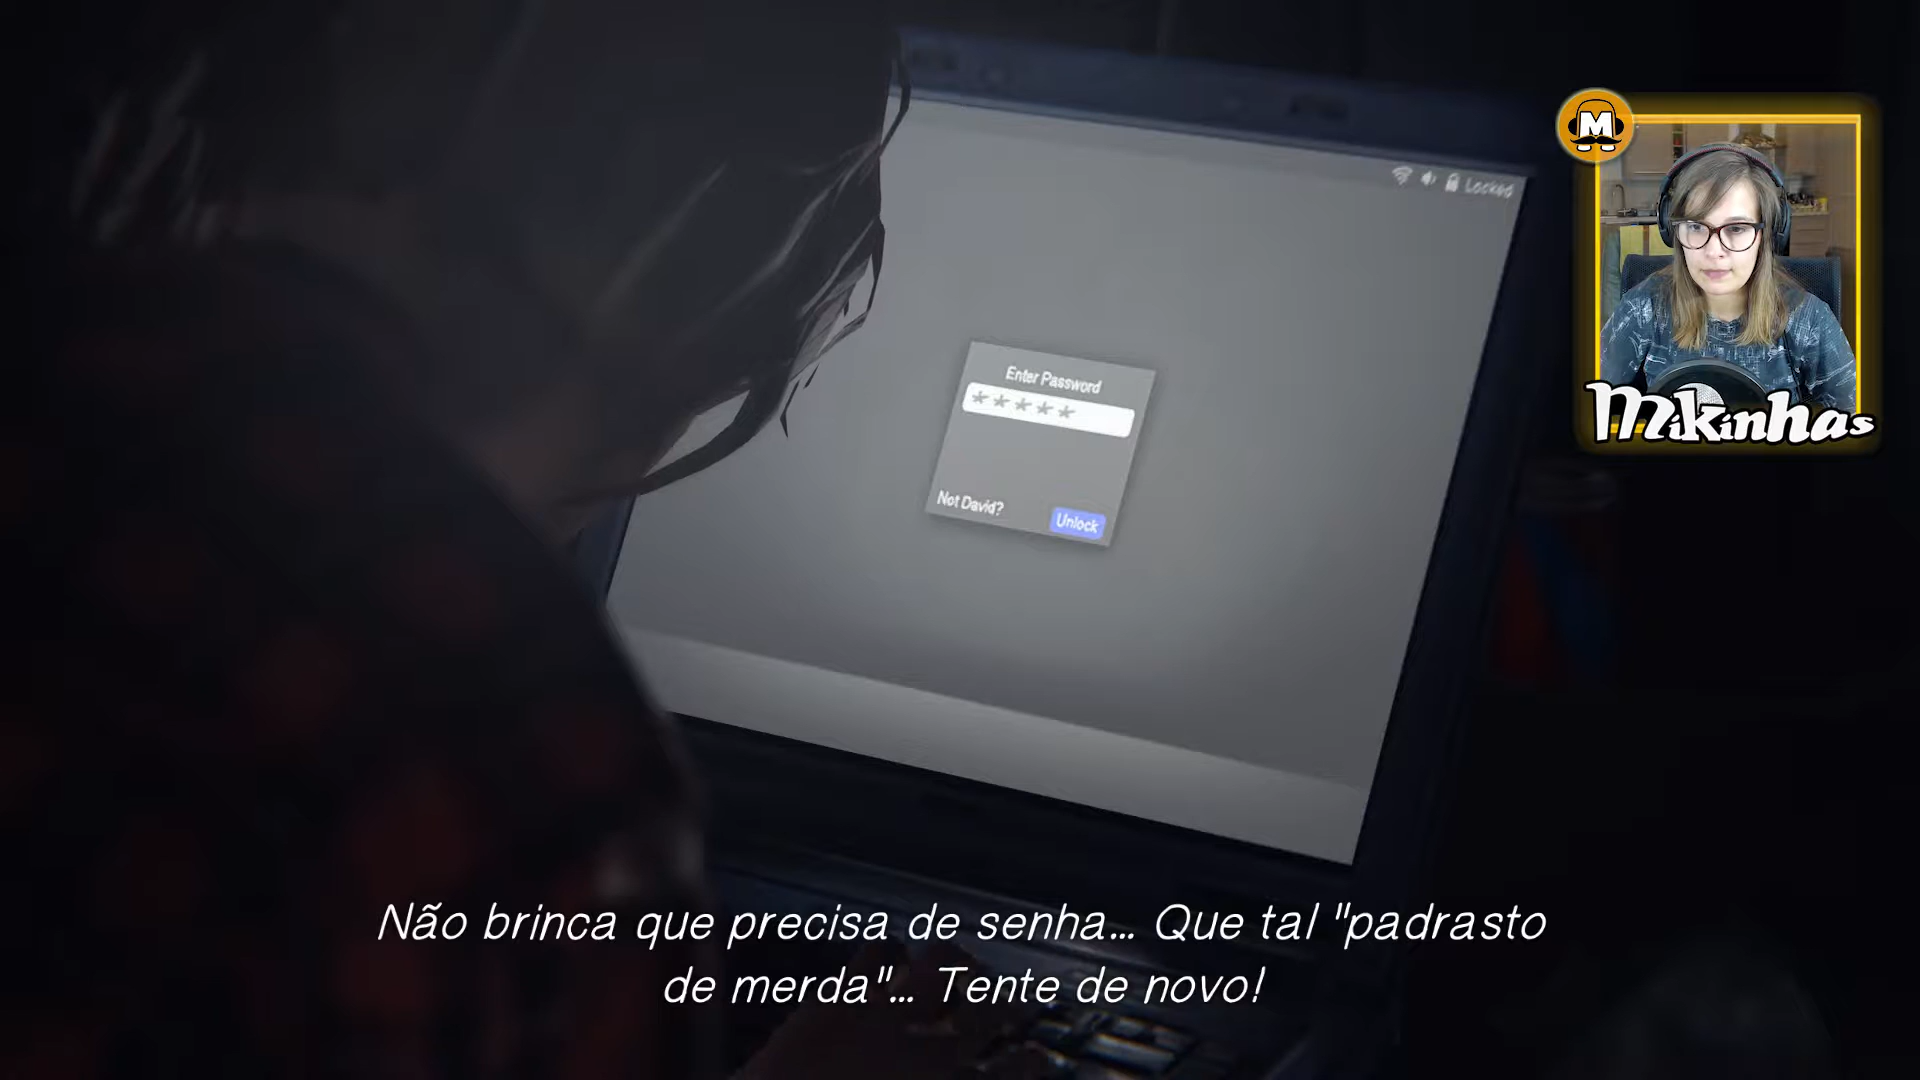 Locked
M
Enter Password
*****
Not David?
Unlock
Mikinhas
Não brinca que precisa de senha... Que tal "padrasto
de merda"... Tente de novo!